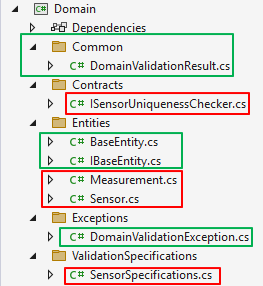 C# Domain
Dependencies
Common
C# DomainValidationResult.cs
Contracts
C# ISensorUniquenessChecker.cs
Entities
C# BaseEntity.cs
C# IBaseEntity.cs
C# Measurement.cs
C# Sensor.cs
Exceptions
C# DomainValidationException.cs
ValidationSpecifications
C# SensorSpecifications.cs